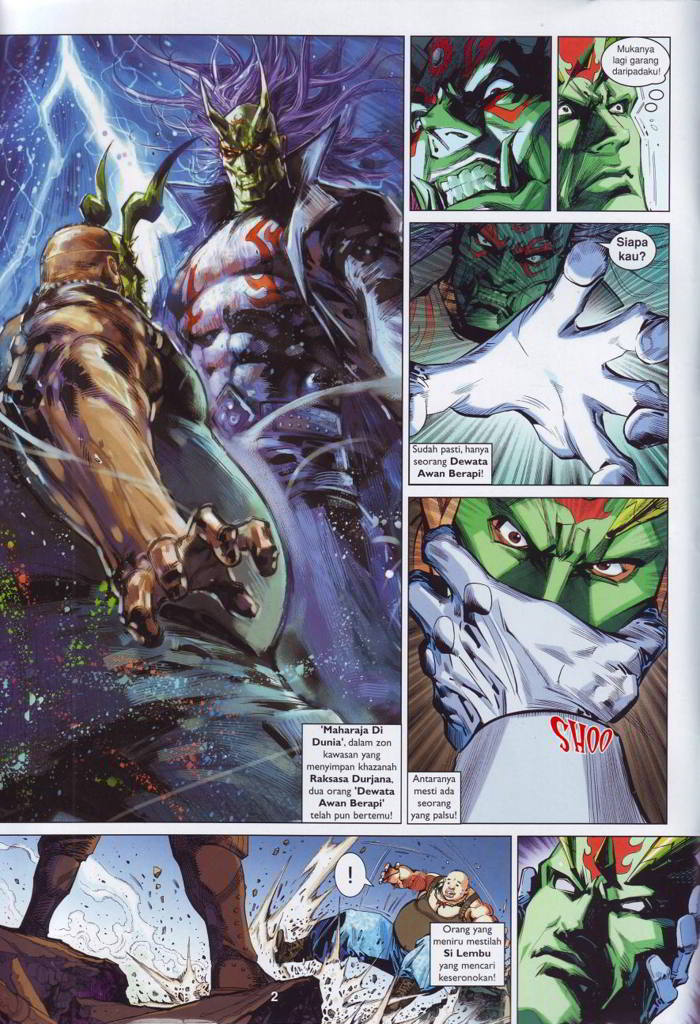 'Maharaja Di
Dunia', dalam zon
kawasan yang
menyimpan khazanah
Raksasa Durjana,
dua orang 'Dewata
Awan Berapi'
telah pun bertemu!
Mukanya
lagi garang
daripadaku!
Siapa
kau?
Sudah pasti, hanya
seorang Dewata
Awan Berapi!
SHOO
Antaranya
mesti ada
seorang
yang palsu!
!
Orang yang
meniru mestilah
Si Lembu
yang mencari
keseronokan!
2